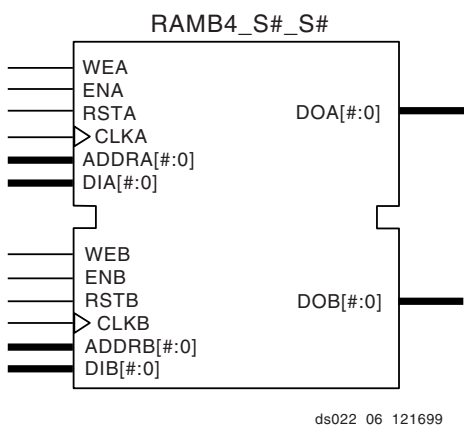 RAMB4_S#_S#
WEA
ENA
RSTA
CLKA
ADDRA[#:0]
DIA[#:0]
DOA[#:0]
WEB
ENB
RSTB
CLKB
ADDRB[#:0]
DIB[#:0]
DOB[#:0]
ds022_06_121699